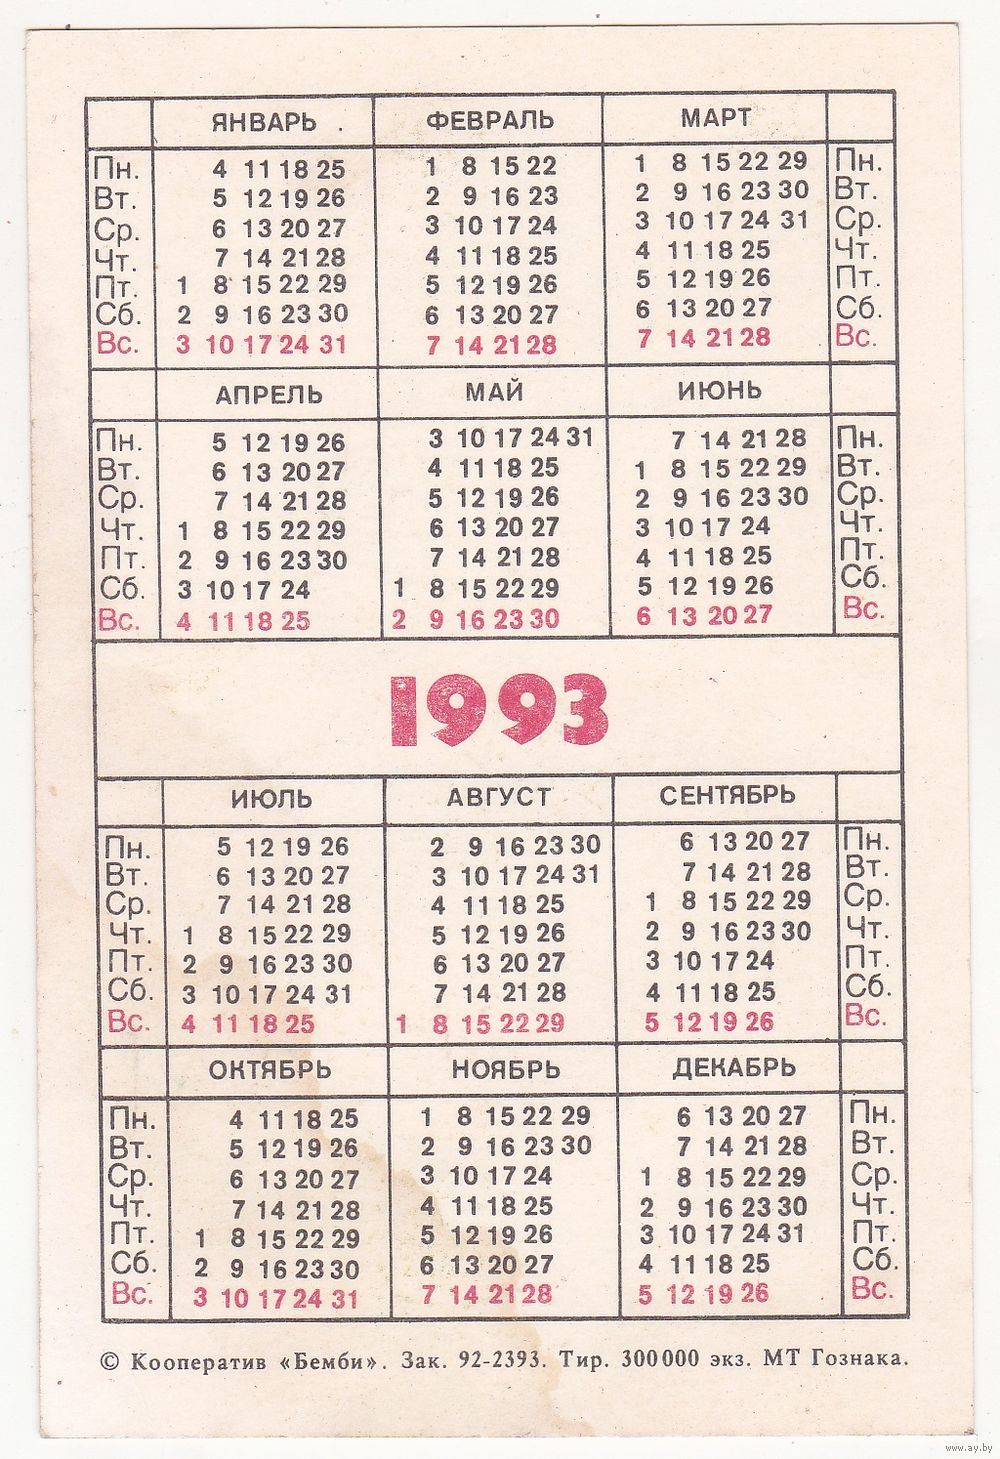 ЯНВАРЬ ФЕВРАЛЬ МАРТ
Пн. 4 11 18 25 1 8 15 22 1 8 15 22 29 Пн.
Вт. 5 12 19 26 2 9 16 23 2 9 16 23 30 Вт.
Ср. 6 13 20 27 3 10 17 24 3 10 17 24 31 Ср.
Чт. 7 14 21 28 4 11 18 25 4 11 18 25 Чт.
Пт. 1 8 15 22 29 5 12 19 26 5 12 19 26 Пт.
Сб. 2 9 16 23 30 6 13 20 27 6 13 20 27 Сб.
Вс. 3 10 17 24 31 7 14 21 28 7 14 21 28 Вс.
АПРЕЛЬ МАЙ ИЮНЬ
Пн. 5 12 19 26 3 10 17 24 31 7 14 21 28 Пн.
Вт. 6 13 20 27 4 11 18 25 1 8 15 22 29 Вт.
Ср. 7 14 21 28 5 12 19 26 2 9 16 23 30 Ср.
Чт. 1 8 15 22 29 6 13 20 27 3 10 17 24 Чт.
Пт. 2 9 16 23 30 7 14 21 28 4 11 18 25 Пт.
Сб. 3 10 17 24 1 8 15 22 29 5 12 19 26 Сб.
Вс. 4 11 18 25 2 9 16 23 30 6 13 20 27 Вс.
1993
ИЮЛЬ АВГУСТ СЕНТЯБРЬ
Пн. 5 12 19 26 2 9 16 23 30 6 13 20 27 Пн.
Вт. 6 13 20 27 3 10 17 24 31 7 14 21 28 Вт.
Ср. 7 14 21 28 4 11 18 25 1 8 15 22 29 Ср.
Чт. 1 8 15 22 29 5 12 19 26 2 9 16 23 30 Чт.
Пт. 2 9 16 23 30 6 13 20 27 3 10 17 24 Пт.
Сб. 3 10 17 24 31 7 14 21 28 4 11 18 25 Сб.
Вс. 4 11 18 25 1 8 15 22 29 5 12 19 26 Вс.
ОКТЯБРЬ НОЯБРЬ ДЕКАБРЬ
Пн. 4 11 18 25 1 8 15 22 29 6 13 20 27 Пн.
Вт. 5 12 19 26 2 9 16 23 30 7 14 21 28 Вт.
Ср. 6 13 20 27 3 10 17 24 1 8 15 22 29 Ср.
Чт. 7 14 21 28 4 11 18 25 2 9 16 23 30 Чт.
Пт. 1 8 15 22 29 5 12 19 26 3 10 17 24 31 Пт.
Сб. 2 9 16 23 30 6 13 20 27 4 11 18 25 Сб.
Вс. 3 10 17 24 31 7 14 21 28 5 12 19 26 Вс.
© Кооператив «Бемби». Зак. 92-2393. Тир. 300 000 экз. МТ Гознака.
www.ay.by